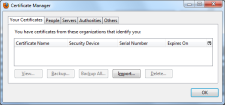 Certificate Manager
Your Certificates People Servers Authorities Others
You have certificates from these organizations that identify you:
Certificate Name Security Device Serial Number Expires On
View... Backup... Backup All... Import... Delete...
OK